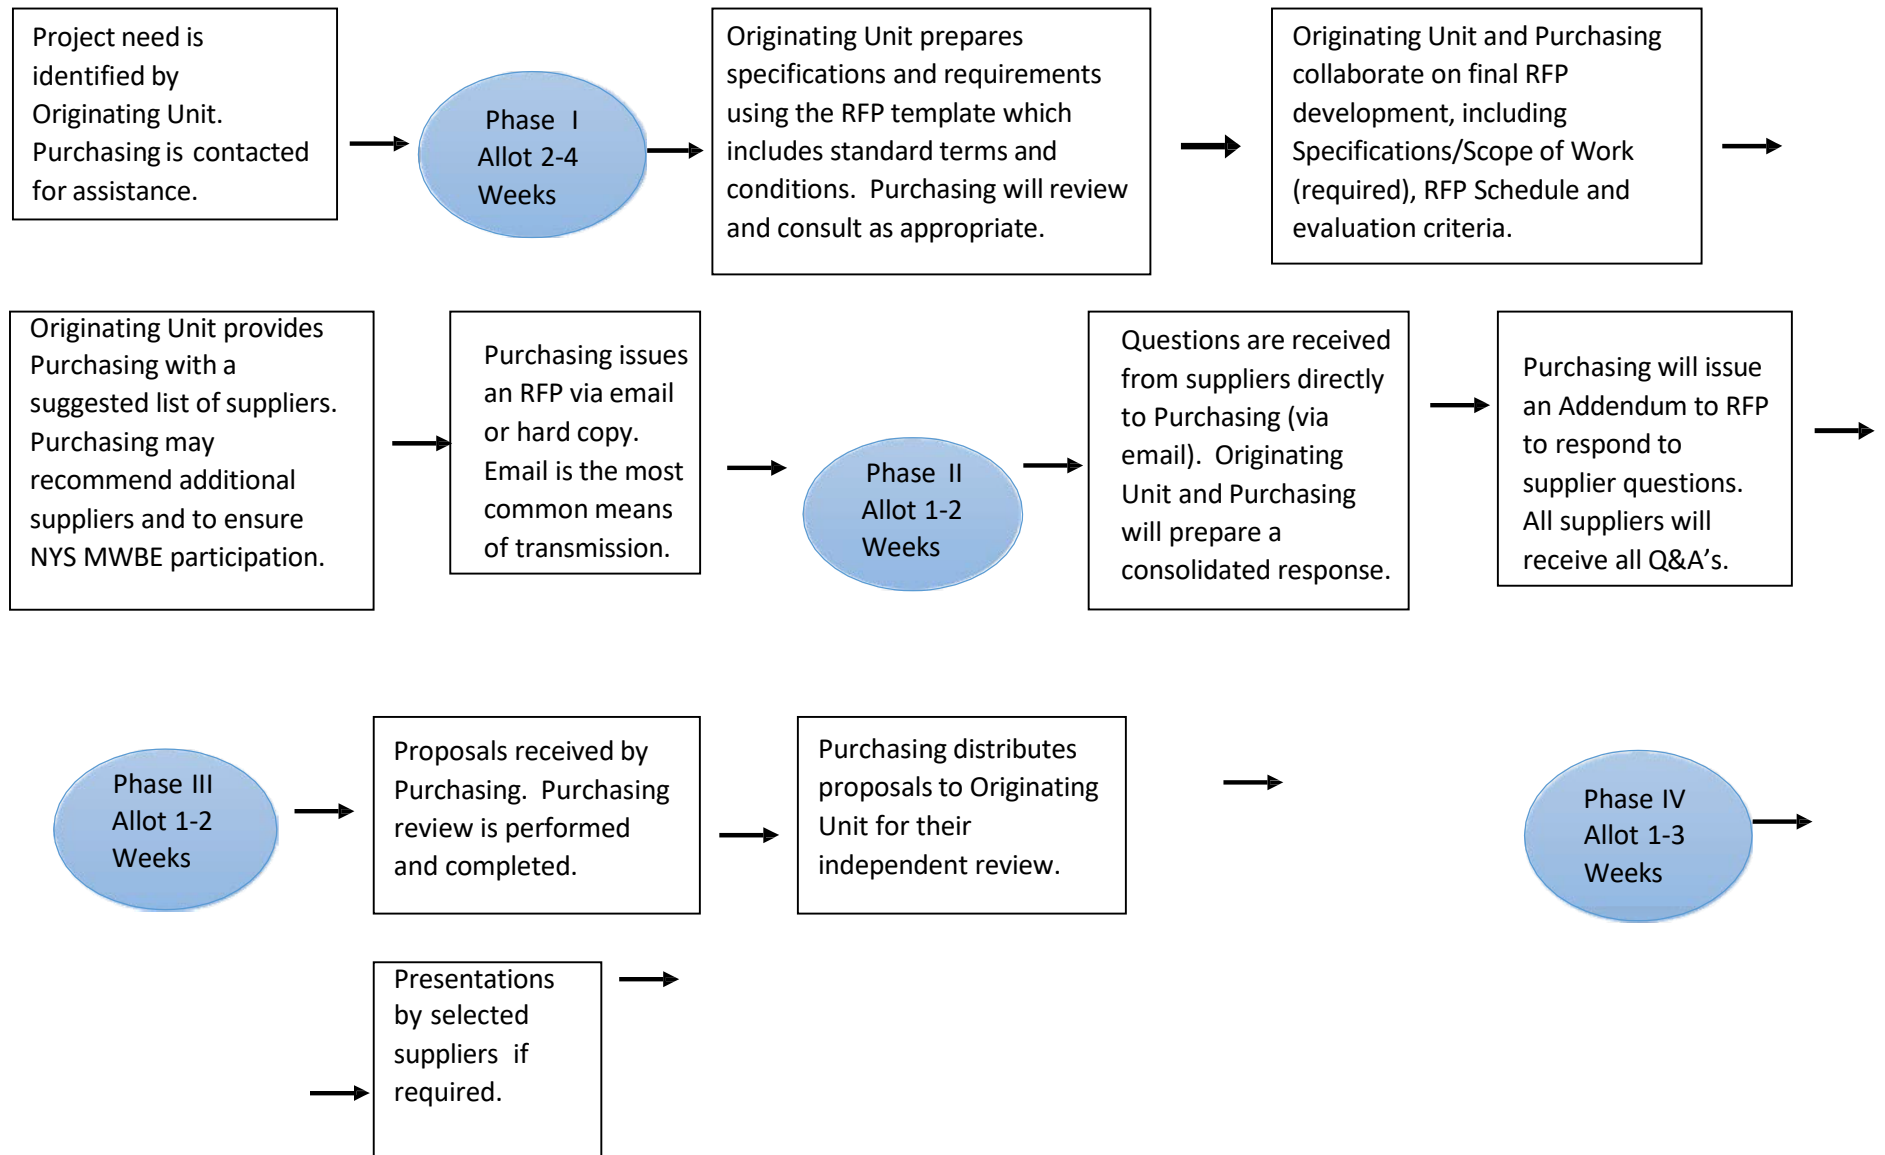 Project need is
identified by
Originating Unit.
Purchasing is contacted
for assistance.
Phase I
Allot 2-4
Weeks
Originating Unit prepares
specifications and requirements
using the RFP template which
includes standard terms and
conditions. Purchasing will review
and consult as appropriate.
Originating Unit and Purchasing
collaborate on final RFP
development, including
Specifications/Scope of Work
(required), RFP Schedule and
evaluation criteria.
Originating Unit provides
Purchasing with a
suggested list of suppliers.
Purchasing may
recommend additional
suppliers and to ensure
NYS MWBE participation.
Purchasing issues
an RFP via email
or hard copy.
Email is the most
common means
of transmission.
Phase II
Allot 1-2
Weeks
Questions are received
from suppliers directly
to Purchasing (via
email). Originating
Unit and Purchasing
will prepare a
consolidated response.
Purchasing will issue
an Addendum to RFP
to respond to
supplier questions.
All suppliers will
receive all Q&A’s.
Phase III
Allot 1-2
Weeks
Proposals received by
Purchasing. Purchasing
review is performed
and completed.
Purchasing distributes
proposals to Originating
Unit for their
independent review.
Phase IV
Allot 1-3
Weeks
Presentations
by selected
suppliers if
required.